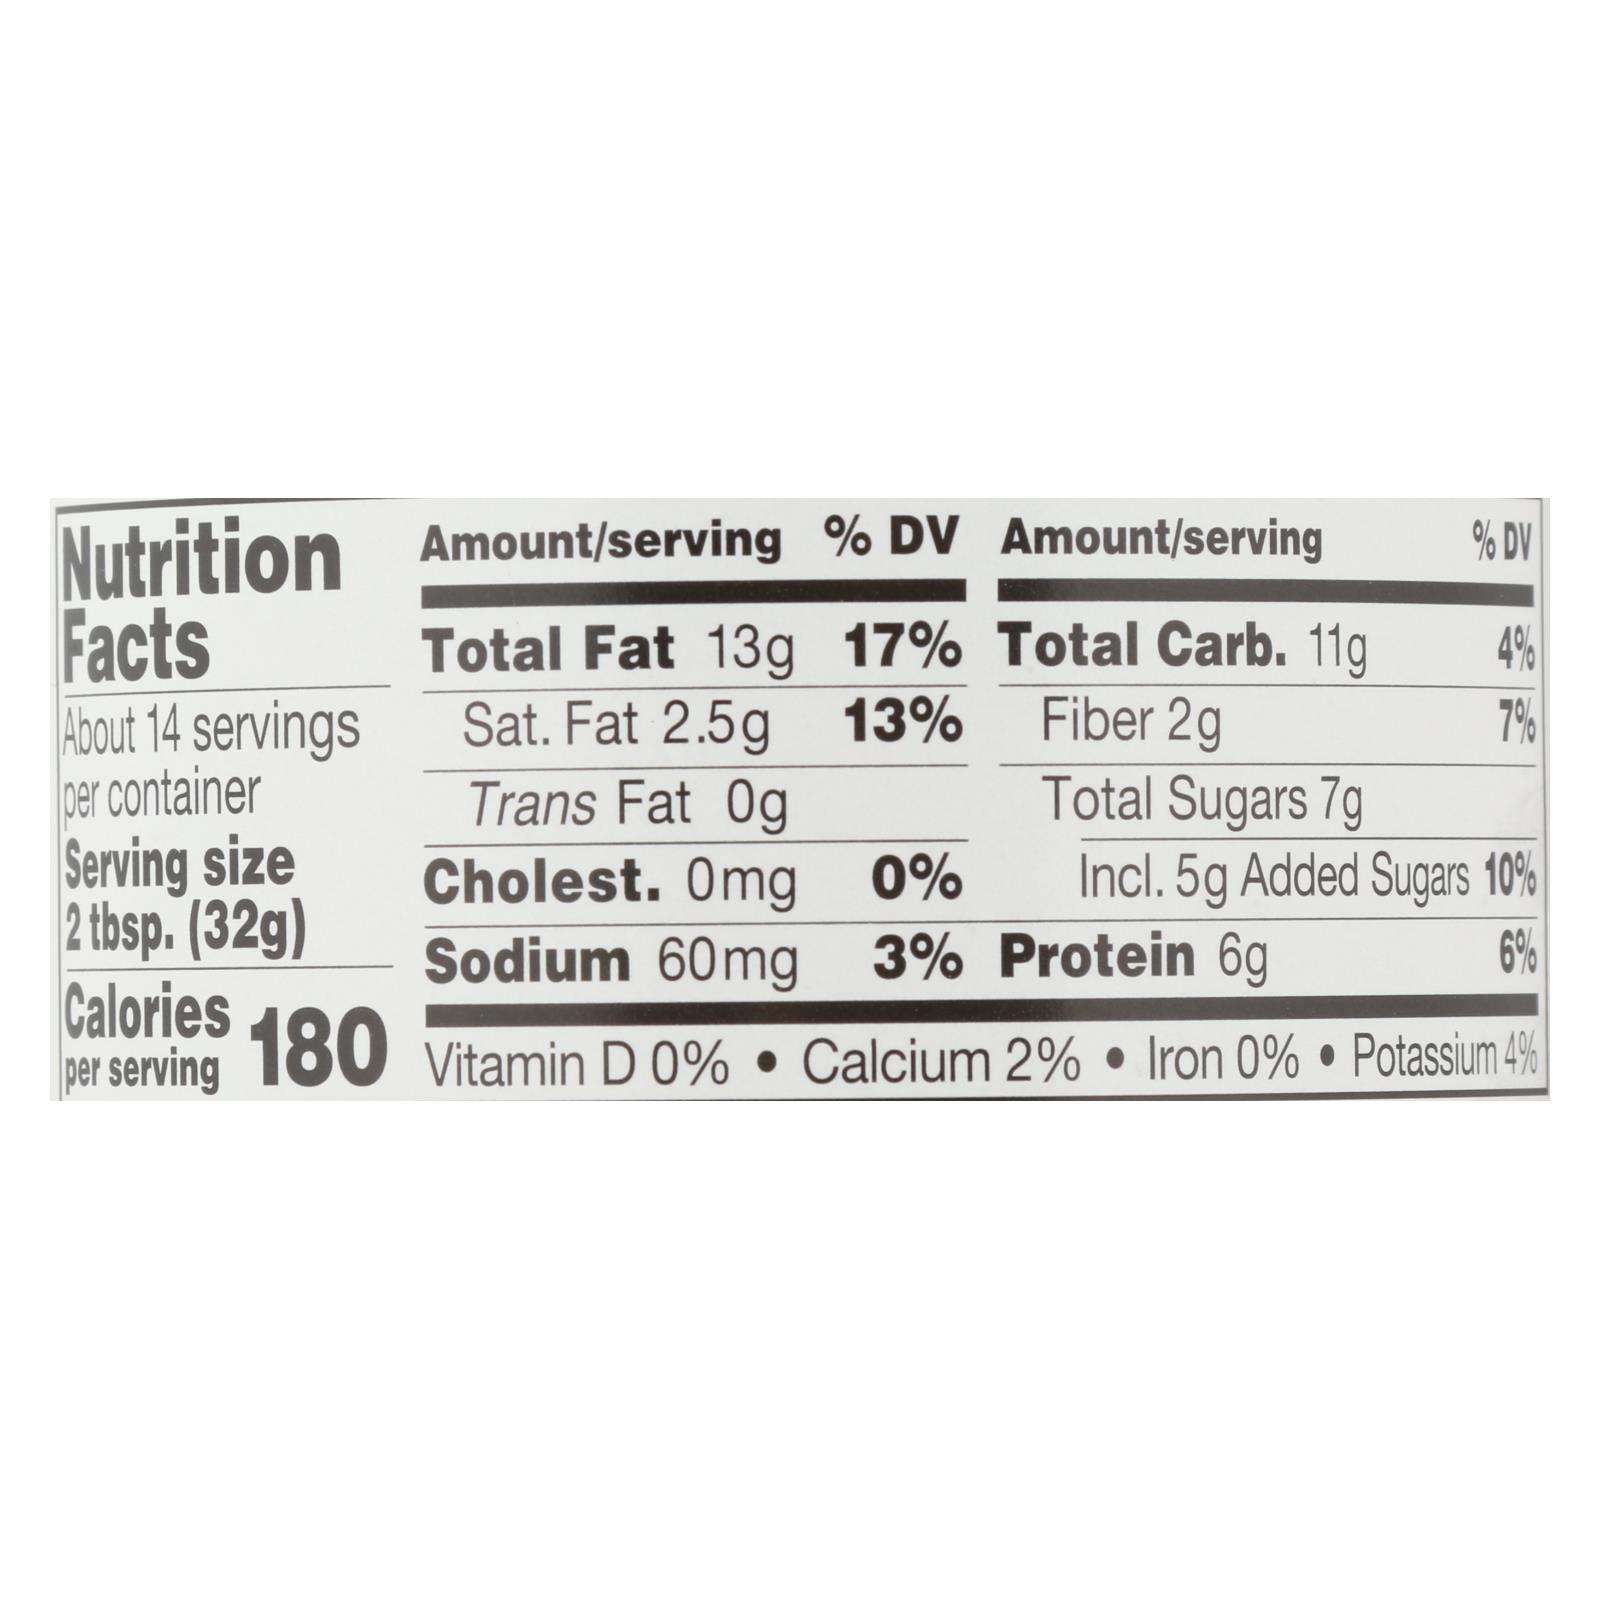 Nutrition
Facts
About 14 servings
per container
Serving size
2 tbsp. (32g)
Calories
per serving 180
Amount/serving % DV
Total Fat 13g 17%
Sat. Fat 2.5g 13%
Trans Fat 0g
Cholest. 0mg 0%
Sodium 60mg 3%
Amount/serving % DV
Total Carb. 11g 4%
Fiber 2g 7%
Total Sugars 7g
Incl. 5g Added Sugars 10%
Protein 6g 6%
Vitamin D 0% • Calcium 2% • Iron 0% • Potassium 4%